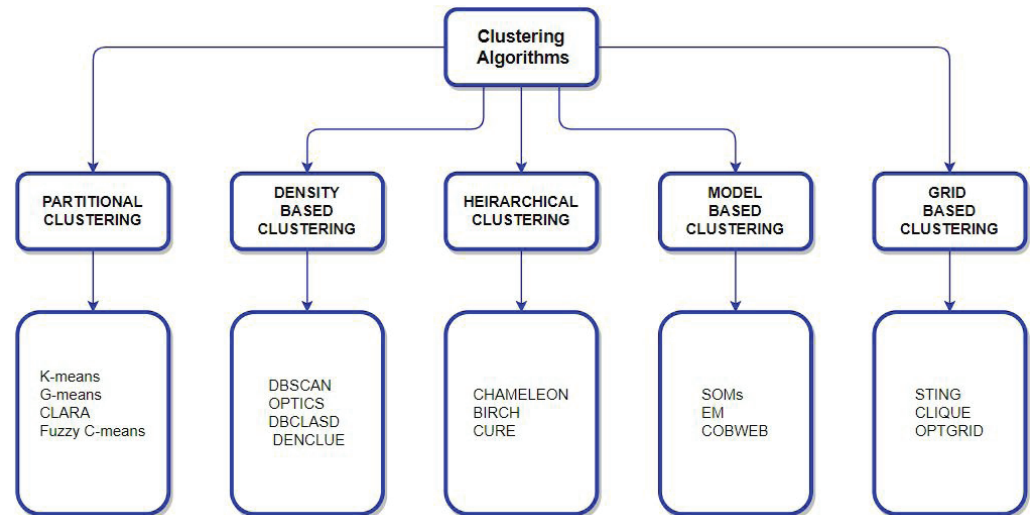 Clustering
Algorithms
PARTITIONAL
CLUSTERING
DENSITY
BASED
CLUSTERING
HEIRARCHICAL
CLUSTERING
MODEL
BASED
CLUSTERING
GRID
BASED
CLUSTERING
K-means
G-means
CLARA
Fuzzy C-means
DBSCAN
OPTICS
DBCLASD
DENCLUE
CHAMELEON
BIRCH
CURE
SOMs
EM
COBWEB
STING
CLIQUE
OPTGRID